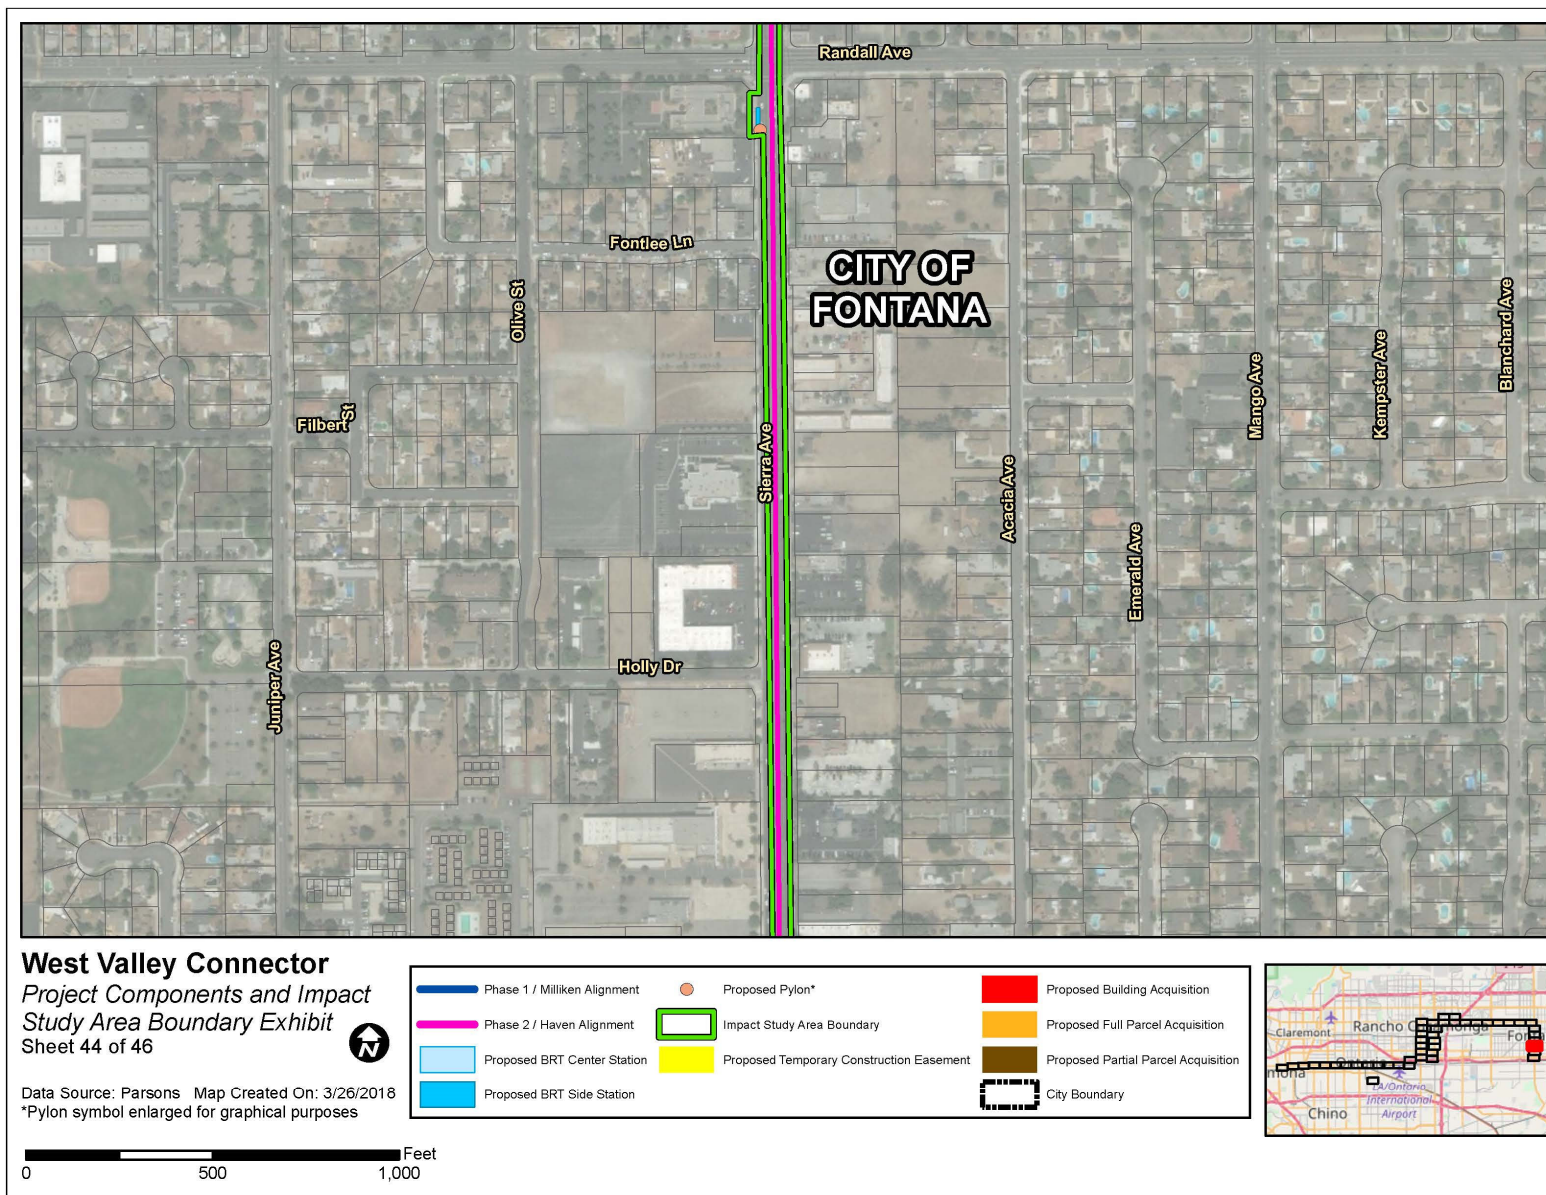 Randall Ave
Fontlee Ln
CITY OF
FONTANA
Olive St
Blanchard Ave
Kempster Ave
Mango Ave
Filbert St
Sierra Ave
Acacia Ave
Emerald Ave
Holly Dr
Juniper Ave
West Valley Connector
Project Components and Impact
Study Area Boundary Exhibit
Sheet 44 of 46
N
Data Source: Parsons Map Created On: 3/26/2018
*Pylon symbol enlarged for graphical purposes
Feet
0 500 1,000
Phase 1 / Milliken Alignment
Phase 2 / Haven Alignment
Proposed BRT Center Station
Proposed BRT Side Station
Proposed Pylon*
Impact Study Area Boundary
Proposed Temporary Construction Easement
Proposed Building Acquisition
Proposed Full Parcel Acquisition
Proposed Partial Parcel Acquisition
City Boundary
Claremont
Rancho
Ontario
LA/Ontario
International
Airport
Chino